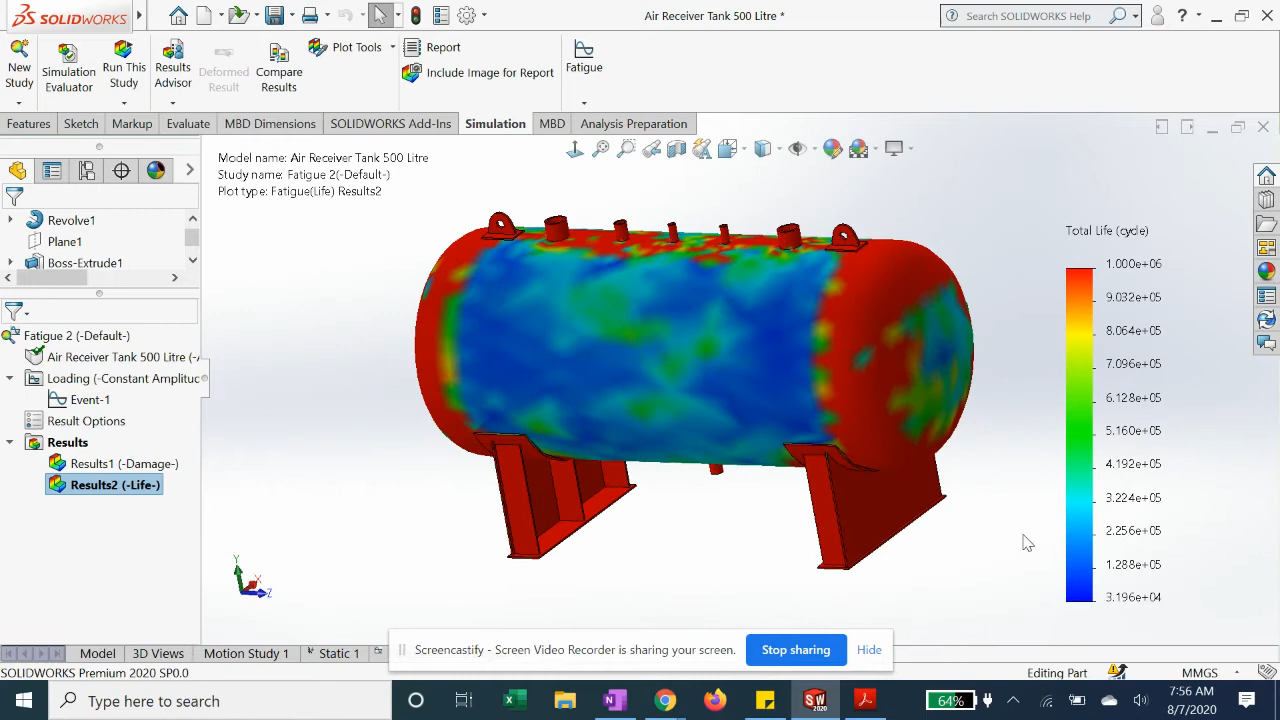 SOLIDWORKS
Air Receiver Tank 500 Litre *
Search SOLIDWORKS Help
?
New Study
Simulation Evaluator
Run This Study
Results Advisor
Deformed Result
Compare Results
Plot Tools
Report
Include Image for Report
Fatigue
Features
Sketch
Markup
Evaluate
MBD Dimensions
SOLIDWORKS Add-Ins
Simulation
MBD
Analysis Preparation
Revolve1
Plane1
Boss-Extrude1
Fatigue 2 (-Default-)
Air Receiver Tank 500 Litre (-
Loading (-Constant Amplituc
Event-1
Result Options
Results
Results1 (-Damage-)
Results2 (-Life-)
Model name: Air Receiver Tank 500 Litre
Study name: Fatigue 2(-Default-)
Plot type: Fatigue(Life) Results2
Total Life (cycle)
1.000e+06
9.032e+05
8.064e+05
7.096e+05
6.128e+05
5.160e+05
4.192e+05
3.224e+05
2.256e+05
1.288e+05
3.196e+04
Y
X
Z
Screencastify - Screen Video Recorder is sharing your screen.
Stop sharing
Hide
Model
3D Views
Motion Study 1
Static 1
SOLIDWORKS Premium 2020 SP0.0
Editing Part
MMGS
Type here to search
SW
2020
64%
7:56 AM
8/7/2020